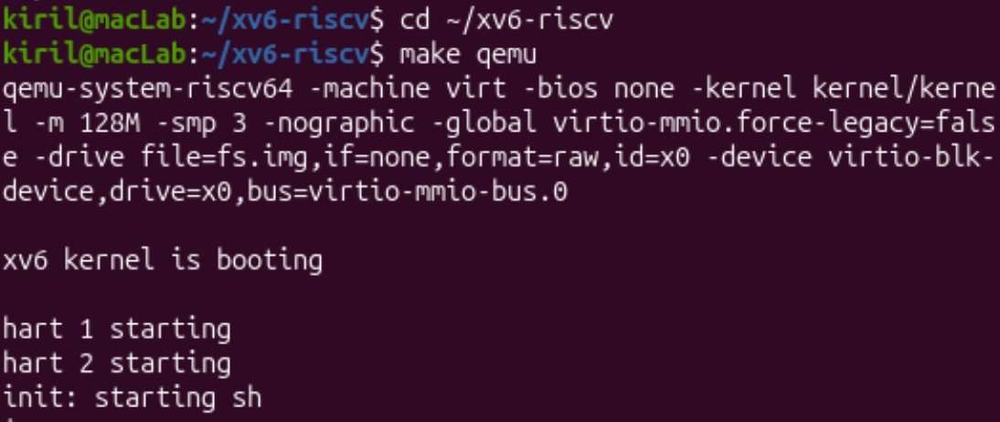 kiril@macLab:~/xv6-riscv$ cd ~/xv6-riscv
kiril@macLab:~/xv6-riscv$ make qemu
qemu-system-riscv64 -machine virt -bios none -kernel kernel/kerne
l -m 128M -smp 3 -nographic -global virtio-mmio.force-legacy=fals
e -drive file=fs.img,if=none,format=raw,id=x0 -device virtio-blk-
device,drive=x0,bus=virtio-mmio-bus.0
xv6 kernel is booting
hart 1 starting
hart 2 starting
init: starting sh